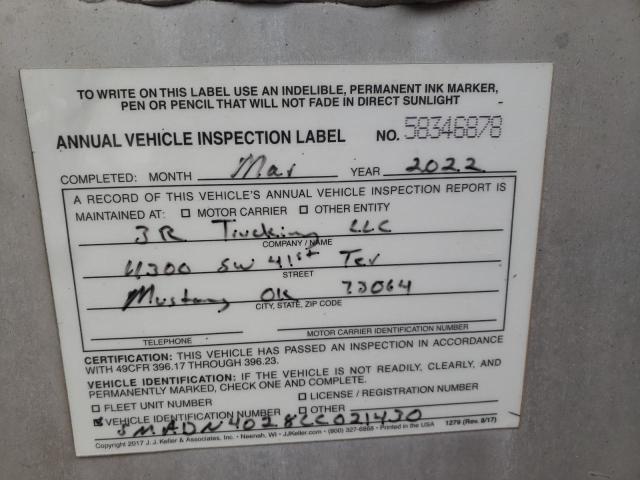 TO WRITE ON THIS LABEL USE AN INDELIBLE, PERMANENT INK MARKER,
PEN OR PENCIL THAT WILL NOT FADE IN DIRECT SUNLIGHT
ANNUAL VEHICLE INSPECTION LABEL NO. 58346878
COMPLETED: MONTH Mar YEAR 2022
A RECORD OF THIS VEHICLE'S ANNUAL VEHICLE INSPECTION REPORT IS
MAINTAINED AT: ☐ MOTOR CARRIER ☐ OTHER ENTITY
3R Trucking LLC
COMPANY / NAME
4300 SW 41st Ter
STREET
Mustang OK 73064
CITY, STATE, ZIP CODE
TELEPHONE MOTOR CARRIER IDENTIFICATION NUMBER
CERTIFICATION: THIS VEHICLE HAS PASSED AN INSPECTION IN ACCORDANCE
WITH 49CFR 396.17 THROUGH 396.23.
VEHICLE IDENTIFICATION: IF THE VEHICLE IS NOT READILY, CLEARLY, AND
PERMANENTLY MARKED, CHECK ONE AND COMPLETE.
☐ FLEET UNIT NUMBER ☐ LICENSE / REGISTRATION NUMBER
☑ VEHICLE IDENTIFICATION NUMBER ☐ OTHER
Copyright 2017 J. J. Keller & Associates, Inc. • Neenah, WI • JJKeller.com • (800) 327-6868 • Printed in the USA 1279 (Rev. 8/17)